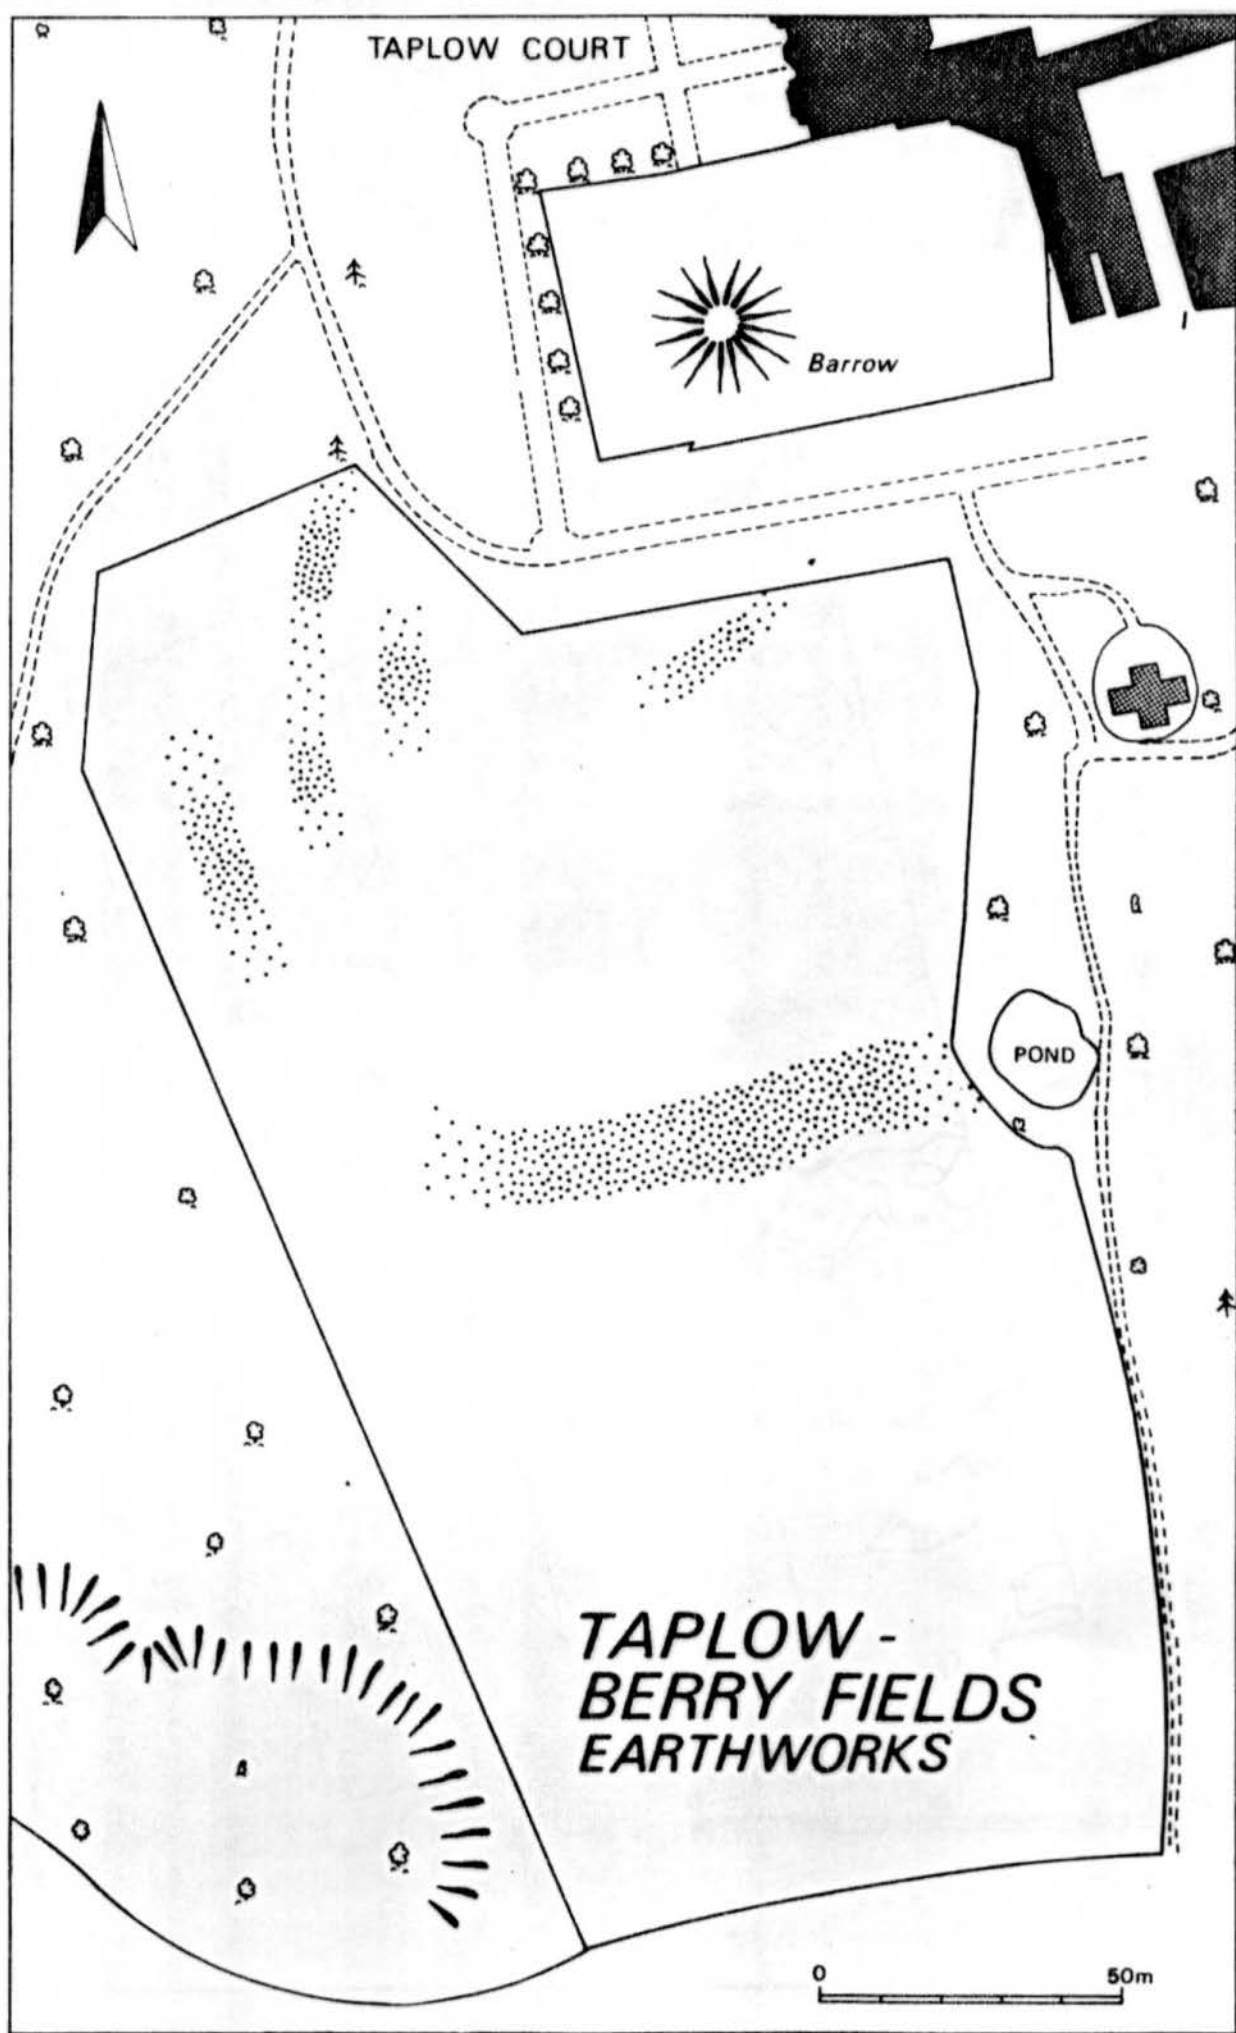 TAPLOW COURT
Barrow
POND
TAPLOW -
BERRY FIELDS
EARTHWORKS
0 50m